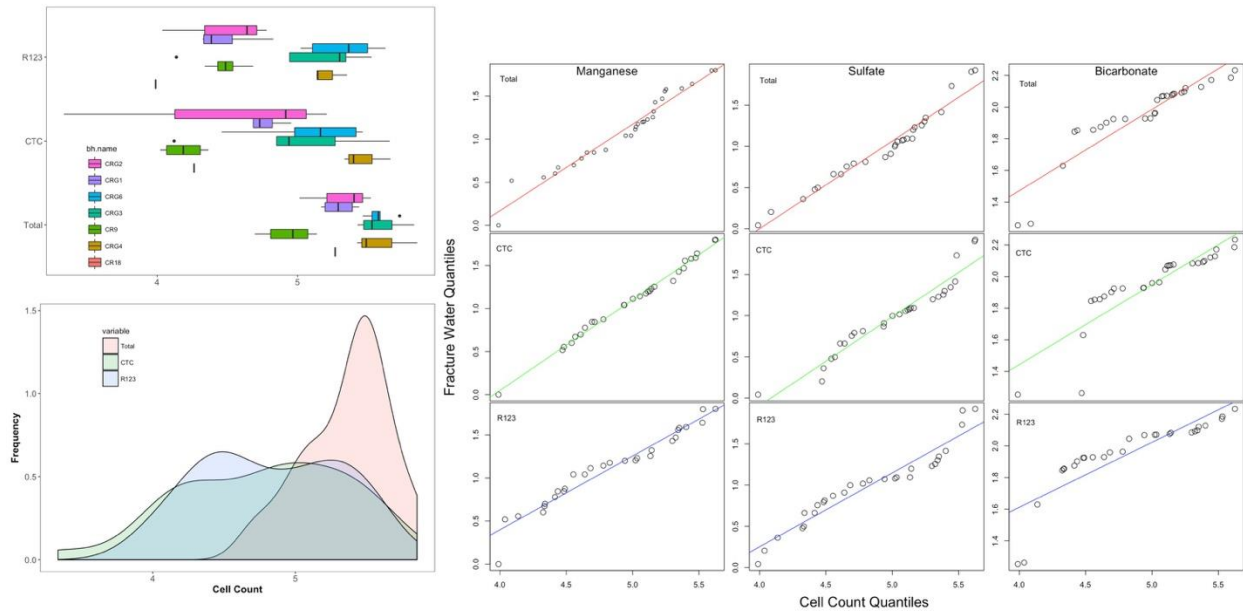 R123
CTC
Total
bh.name
CRG2
CRG1
CRG6
CRG3
CR9
CRG4
CR18
4 5
1.5
1.0
0.5
0.0
Frequency
variable
Total
CTC
R123
4 5
Cell Count
Fracture Water Quantiles
Manganese Sulfate Bicarbonate
Total Total Total
0.0 0.5 1.0 1.5
0.0 0.5 1.0 1.5
1.4 1.6 1.8 2.0 2.2
CTC CTC CTC
0.0 0.5 1.0 1.5
0.0 0.5 1.0 1.5
1.4 1.6 1.8 2.0 2.2
R123 R123 R123
0.0 0.5 1.0 1.5
0.0 0.5 1.0 1.5
1.4 1.6 1.8 2.0 2.2
4.0 4.5 5.0 5.5 4.0 4.5 5.0 5.5 4.0 4.5 5.0 5.5
Cell Count Quantiles